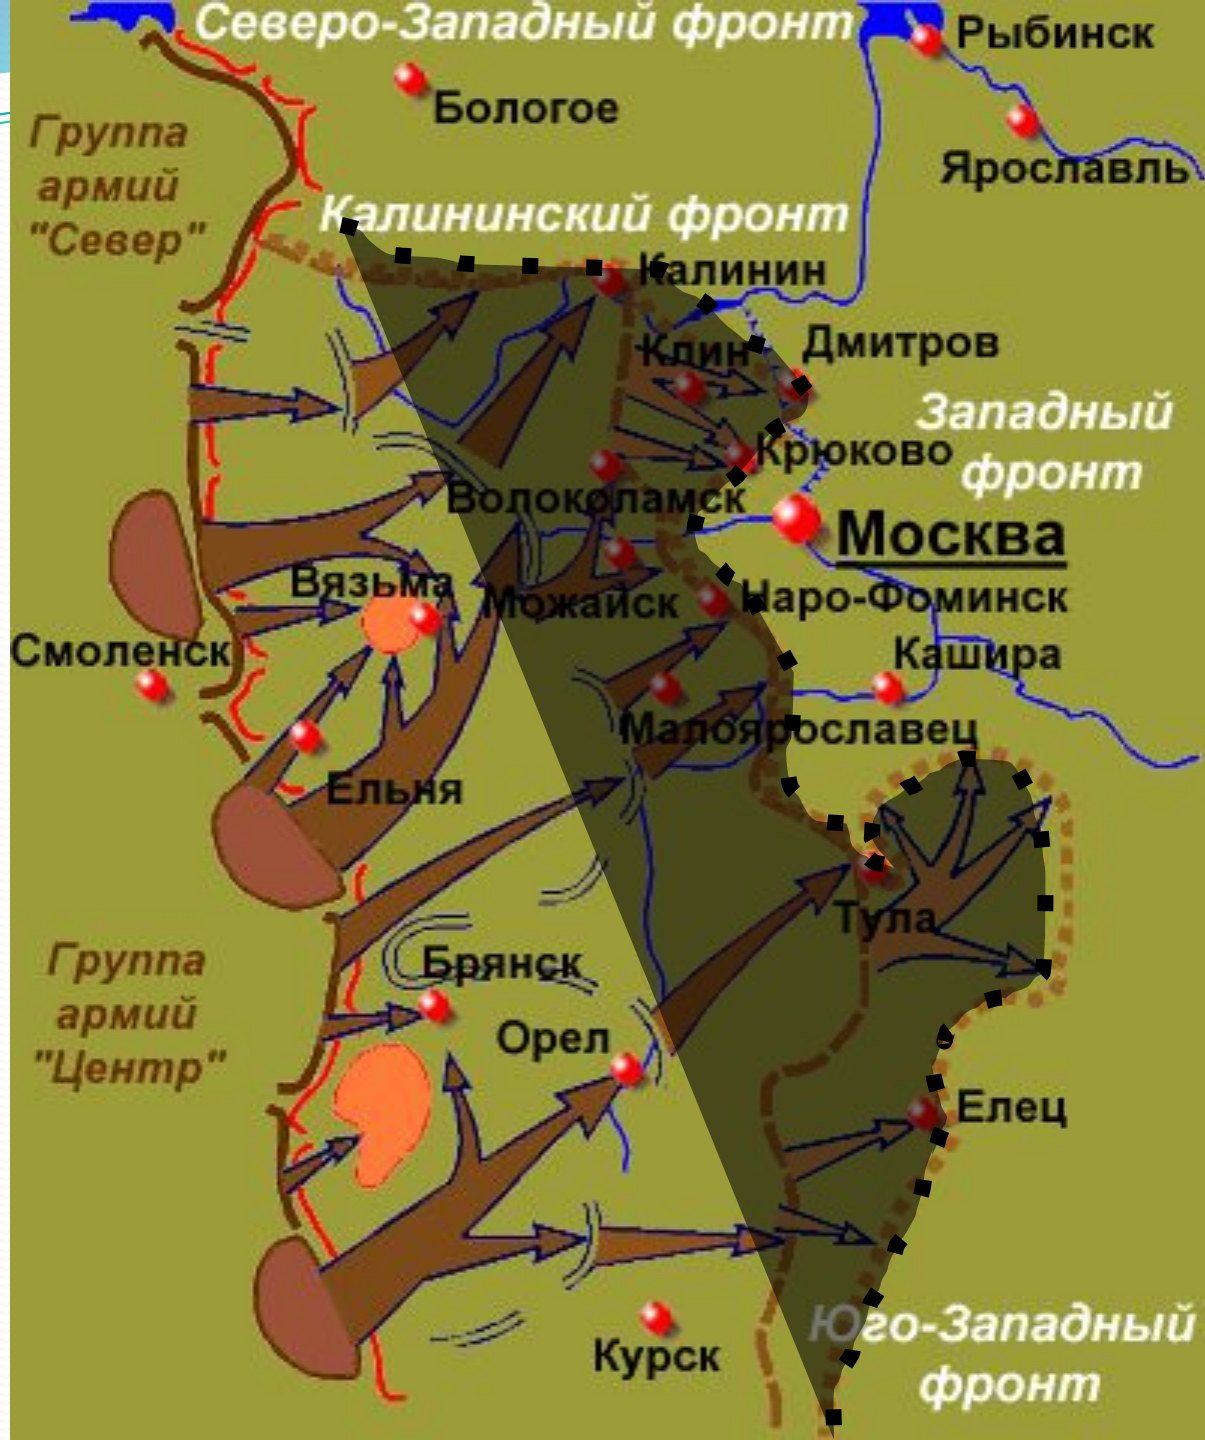 Северо-Западный фронт
Рыбинск
Бологое
Ярославль
Группа
армий
"Север"
Калининский фронт
Калинин
Клин
Дмитров
Западный
фронт
Крюково
Волоколамск
Москва
Вязьма
Можайск
Наро-Фоминск
Смоленск
Кашира
Малоярославец
Ельня
Тула
Группа
армий
"Центр"
Брянск
Орел
Елец
Юго-Западный
фронт
Курск